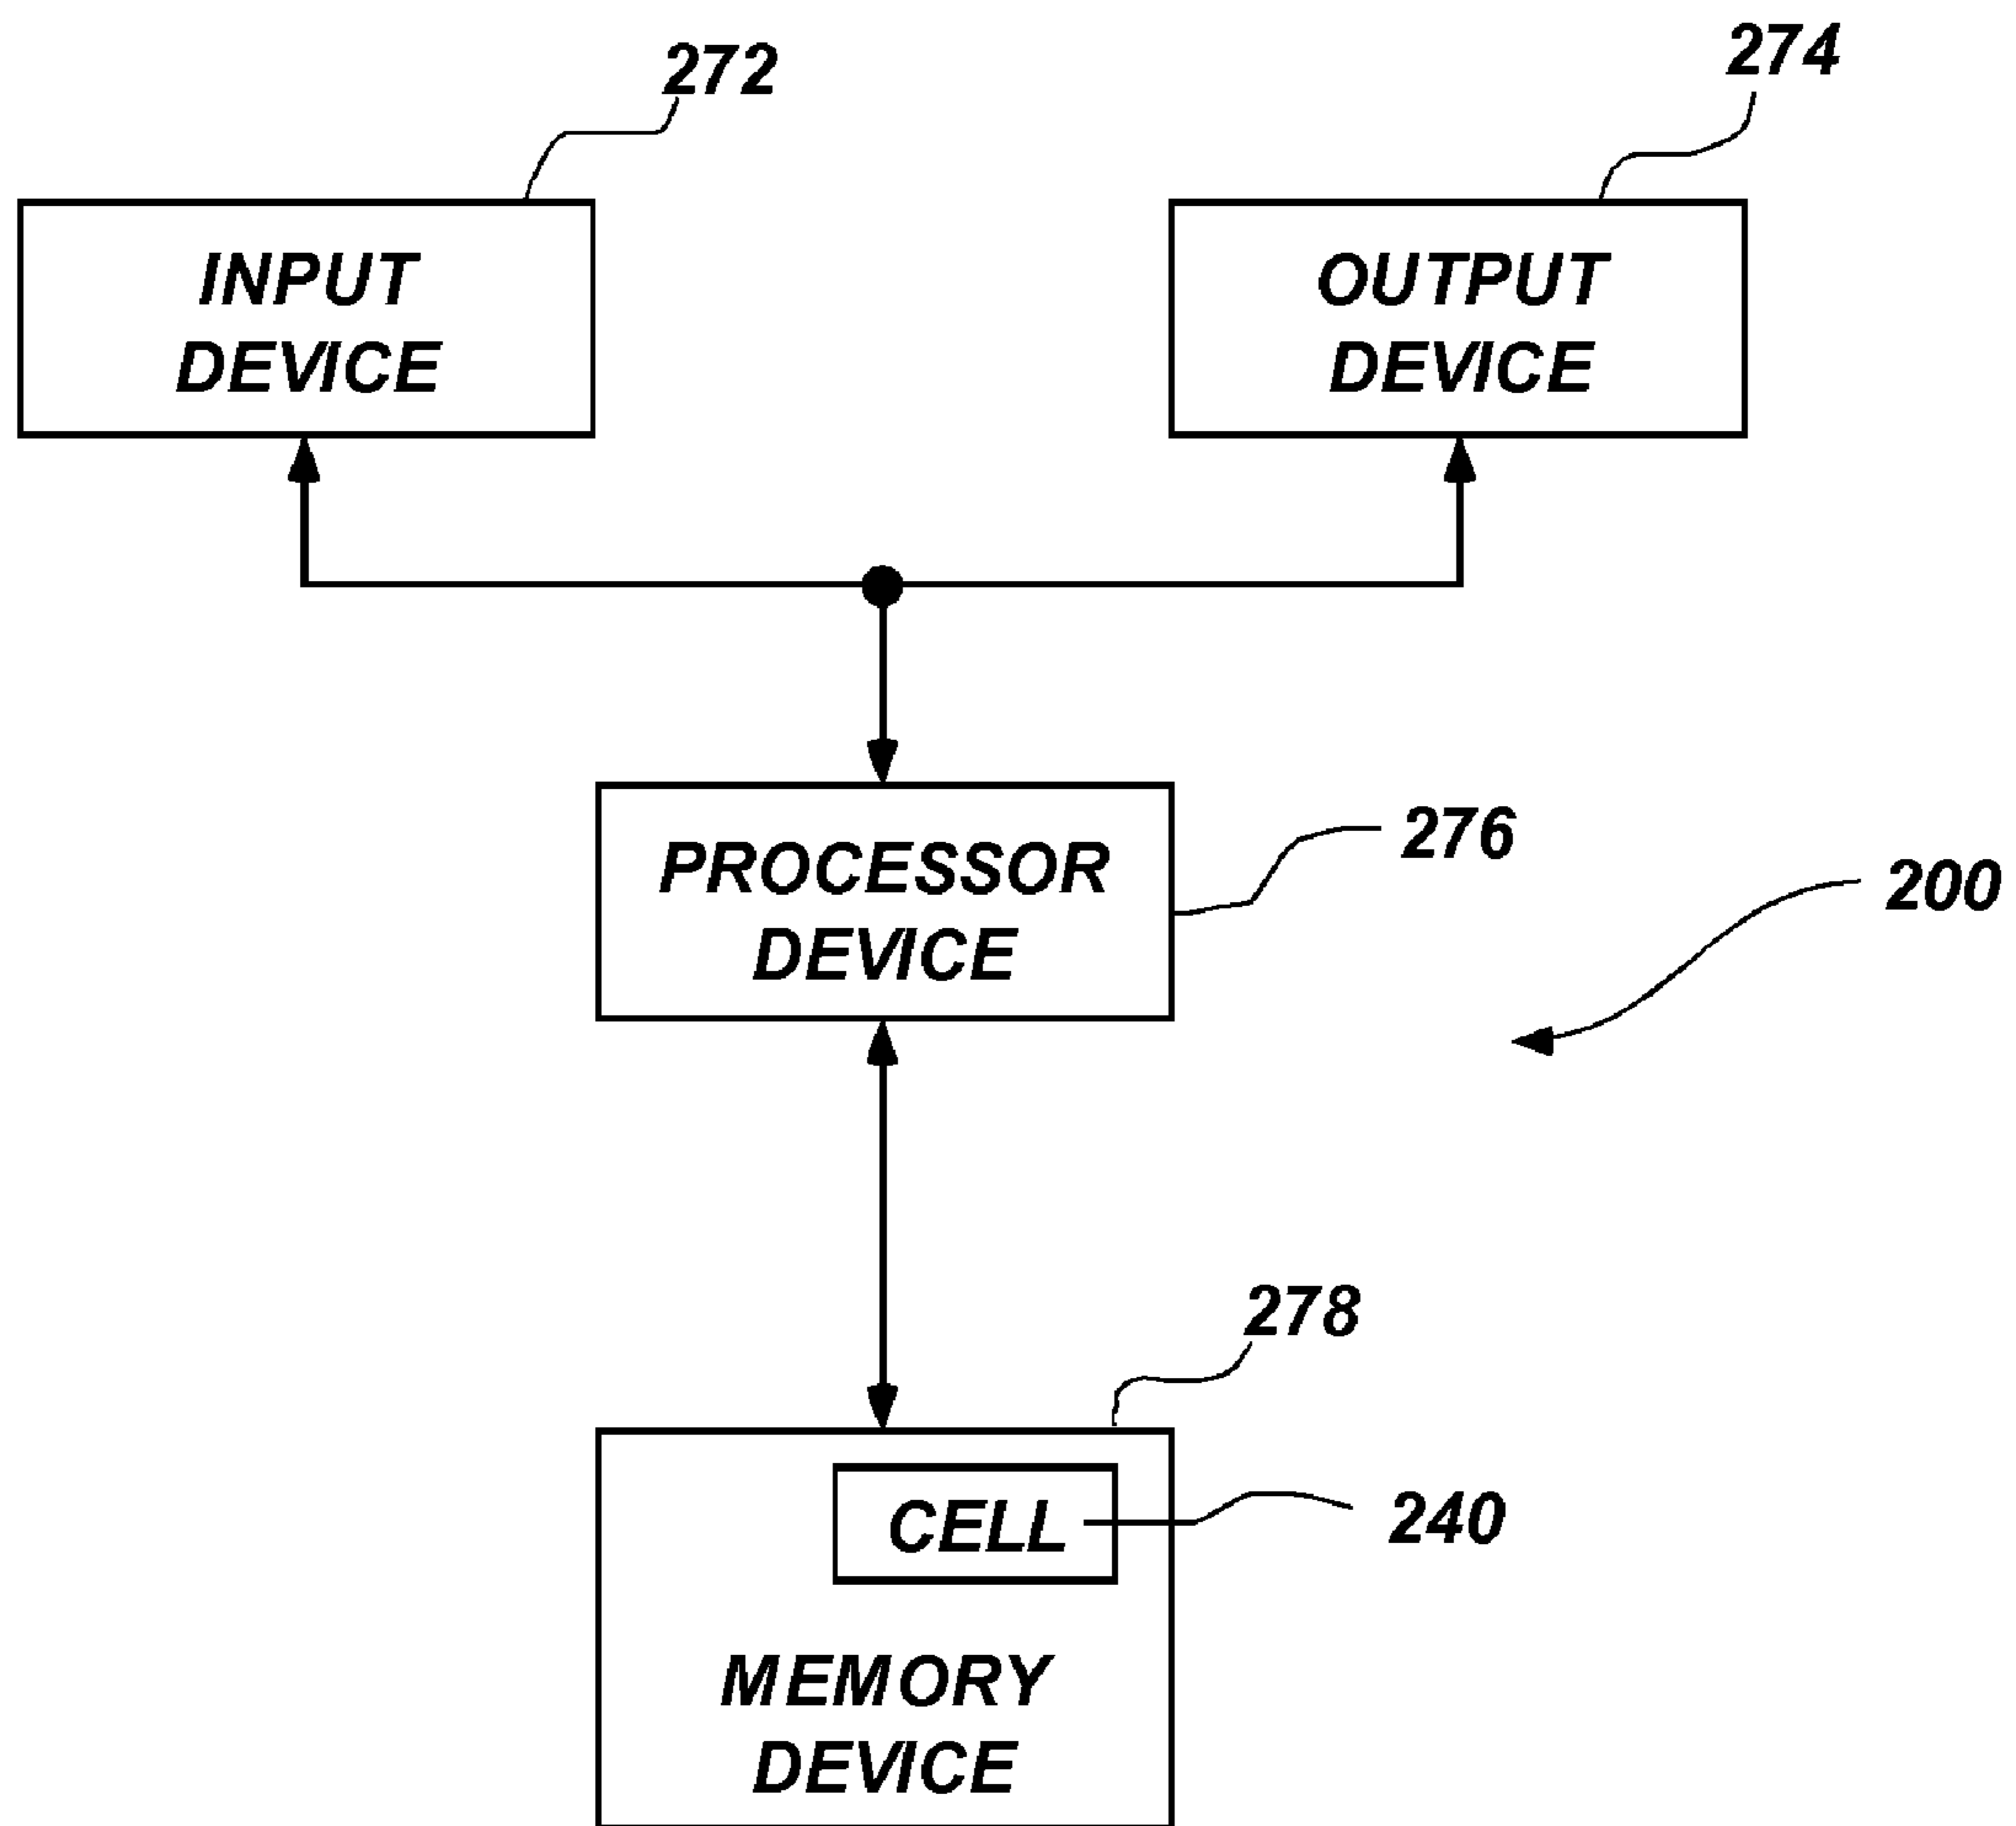 272
274
INPUT
DEVICE
OUTPUT
DEVICE
PROCESSOR
DEVICE
276
200
278
CELL
240
MEMORY
DEVICE